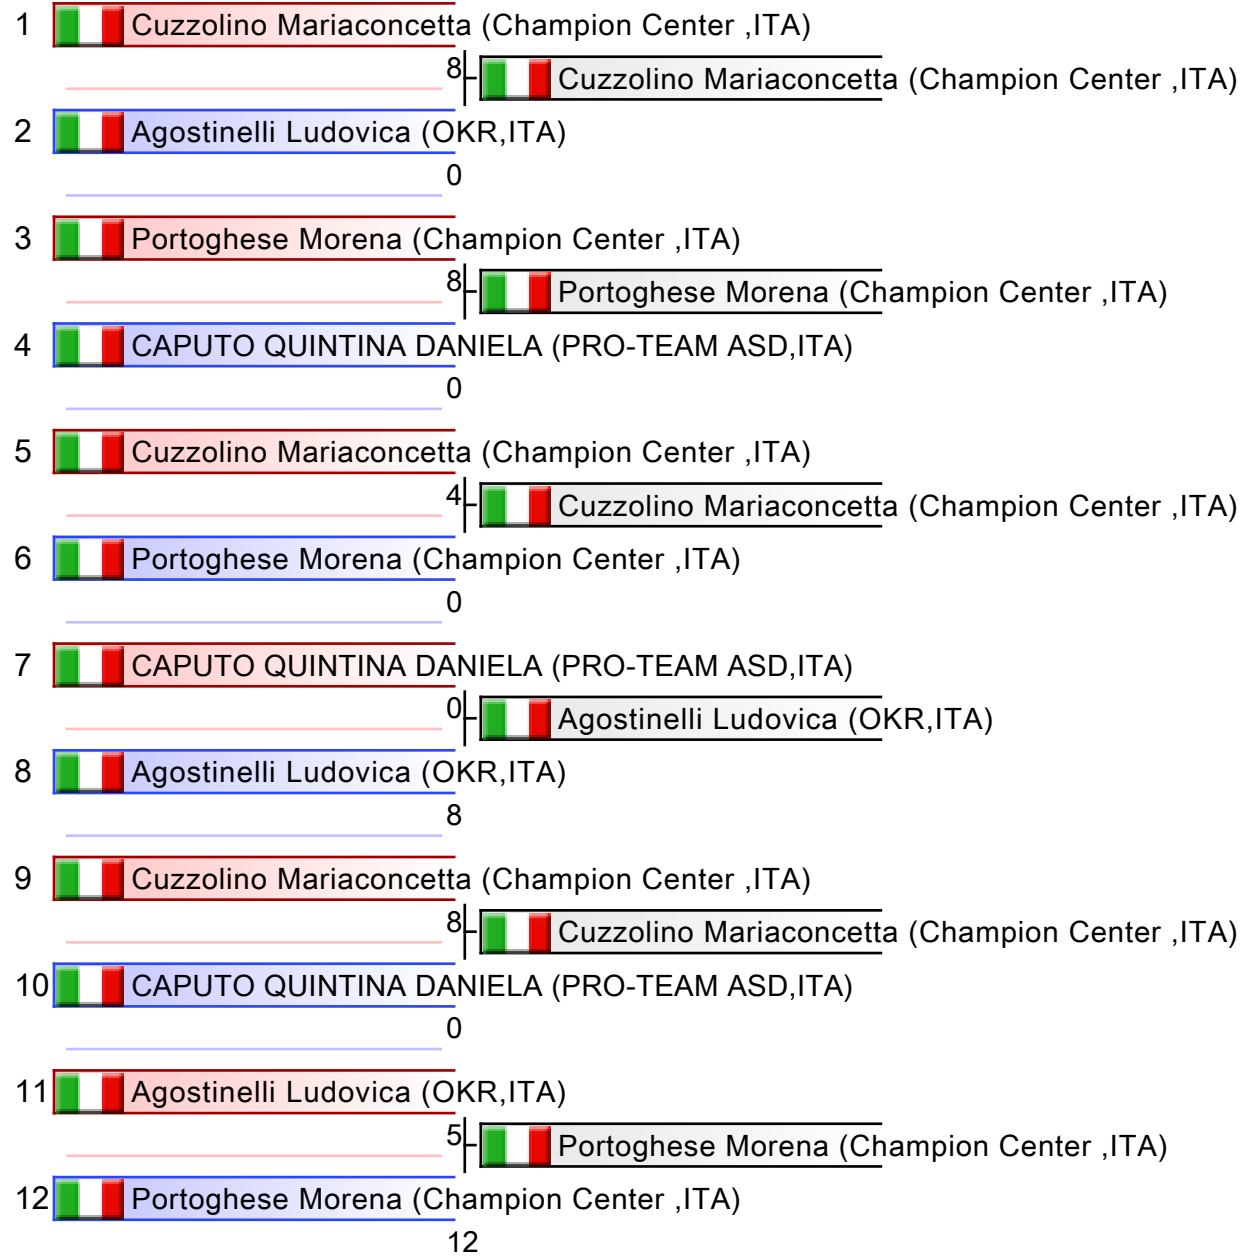 1 Cuzzolino Mariaconcetta (Champion Center ,ITA)
8 Cuzzolino Mariaconcetta (Champion Center ,ITA)
2 Agostinelli Ludovica (OKR,ITA)
0
3 Portoghese Morena (Champion Center ,ITA)
8 Portoghese Morena (Champion Center ,ITA)
4 CAPUTO QUINTINA DANIELA (PRO-TEAM ASD,ITA)
0
5 Cuzzolino Mariaconcetta (Champion Center ,ITA)
4 Cuzzolino Mariaconcetta (Champion Center ,ITA)
6 Portoghese Morena (Champion Center ,ITA)
0
7 CAPUTO QUINTINA DANIELA (PRO-TEAM ASD,ITA)
0 Agostinelli Ludovica (OKR,ITA)
8 Agostinelli Ludovica (OKR,ITA)
8
9 Cuzzolino Mariaconcetta (Champion Center ,ITA)
8 Cuzzolino Mariaconcetta (Champion Center ,ITA)
10 CAPUTO QUINTINA DANIELA (PRO-TEAM ASD,ITA)
0
11 Agostinelli Ludovica (OKR,ITA)
5 Portoghese Morena (Champion Center ,ITA)
12 Portoghese Morena (Champion Center ,ITA)
12